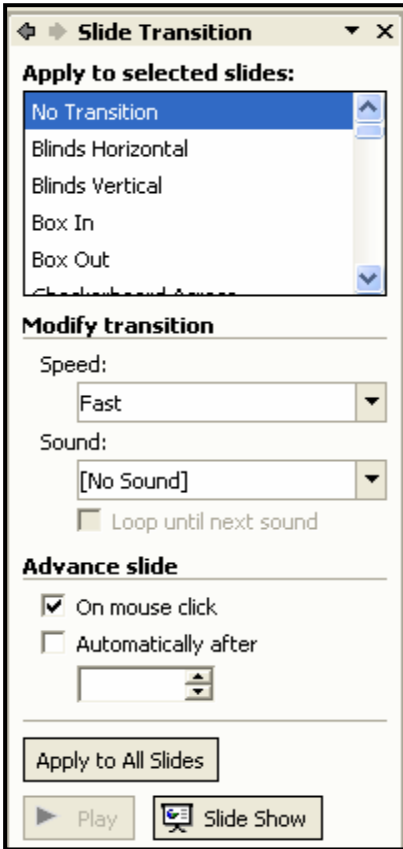 Slide Transition
Apply to selected slides:
No Transition
Blinds Horizontal
Blinds Vertical
Box In
Box Out
Checkerboard Across
Modify transition
Speed:
Fast
Sound:
[No Sound]
Loop until next sound
Advance slide
On mouse click
Automatically after
Apply to All Slides
Play
Slide Show